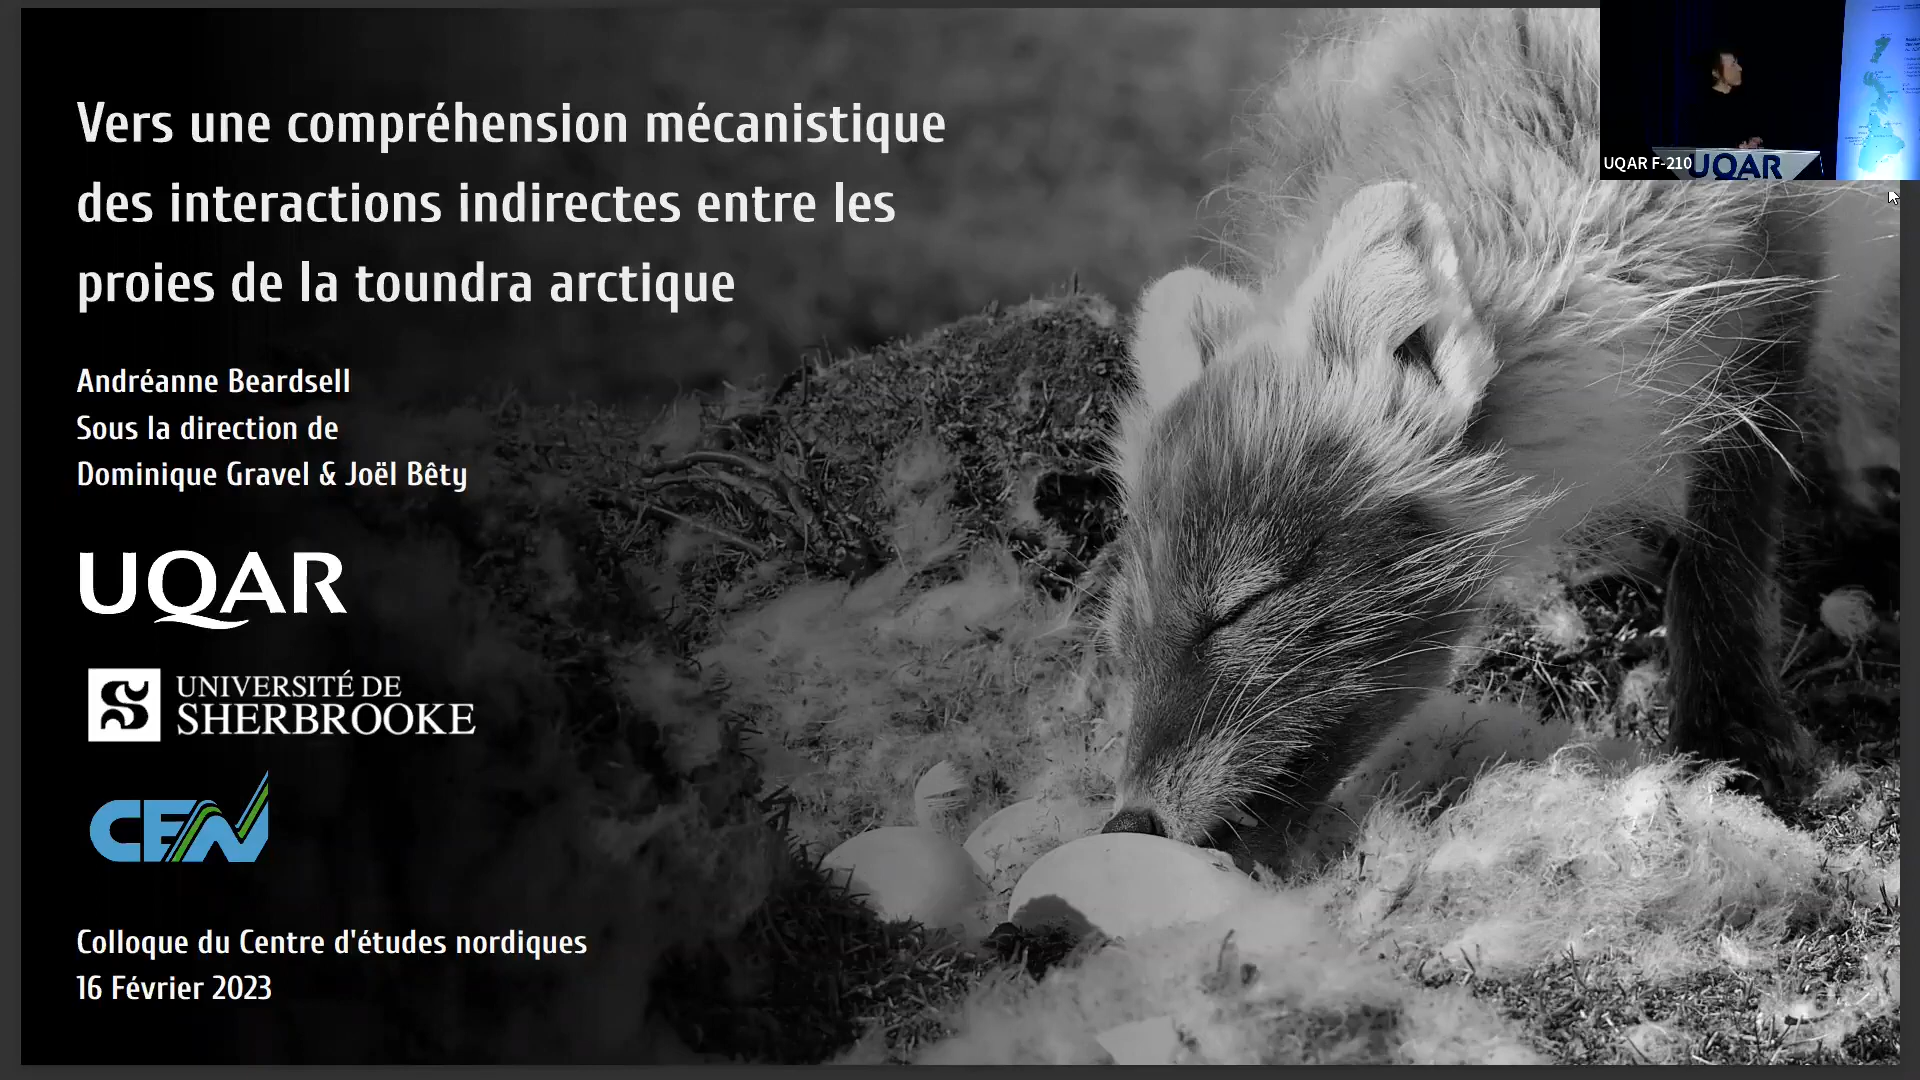 Vers une compréhension mécanistique
des interactions indirectes entre les
proies de la toundra arctique
Andréanne Beardsell
Sous la direction de
Dominique Gravel & Joël Bêty
UQAR
UNIVERSITÉ DE
SHERBROOKE
CEN
Colloque du Centre d'études nordiques
16 Février 2023
UQAR F-210
UQAR